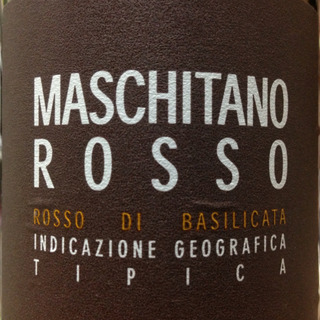 MASCHITANO
ROSSO
ROSSO DI BASILICATA
INDICAZIONE GEOGRAFICA
TIPICA